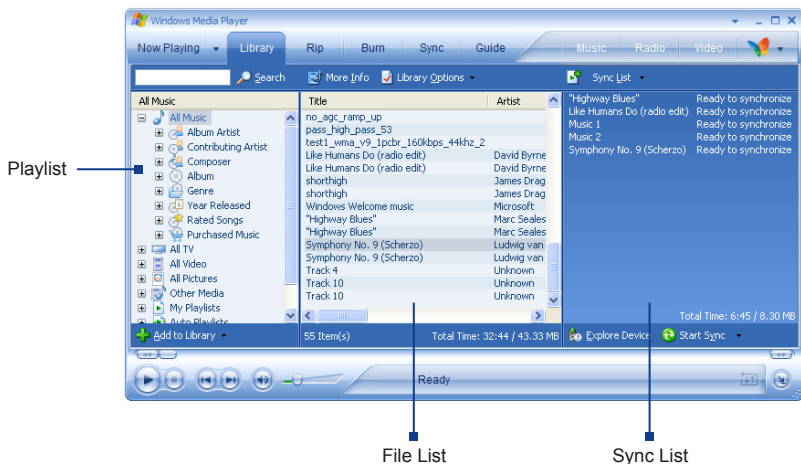 Windows Media Player
Now Playing Library Rip Burn Sync Guide Music Radio Video
Search More Info Library Options Sync List
All Music
All Music
Album Artist
Contributing Artist
Composer
Album
Genre
Year Released
Rated Songs
Purchased Music
All TV
All Video
All Pictures
Other Media
My Playlists
Auto Playlists
Add to Library
Title Artist
no_agc_ramp_up
pass_high_pass_53
test1_wma_v9_1pcbr_160kbps_44khz_2
Like Humans Do (radio edit) David Byrne
Like Humans Do (radio edit) David Byrne
shorthigh James Drag
shorthigh James Drag
Windows Welcome music Microsoft
"Highway Blues" Marc Seales
"Highway Blues" Marc Seales
Symphony No. 9 (Scherzo) Ludwig van
Symphony No. 9 (Scherzo) Ludwig van
Track 4 Unknown
Track 10 Unknown
Track 10 Unknown
55 Item(s) Total Time: 32:44 / 43.33 MB
"Highway Blues" Ready to synchronize
Like Humans Do (radio edit) Ready to synchronize
Music 1 Ready to synchronize
Music 2 Ready to synchronize
Symphony No. 9 (Scherzo) Ready to synchronize
Total Time: 6:45 / 8.30 MB
Explore Device Start Sync
Ready
Playlist
File List
Sync List